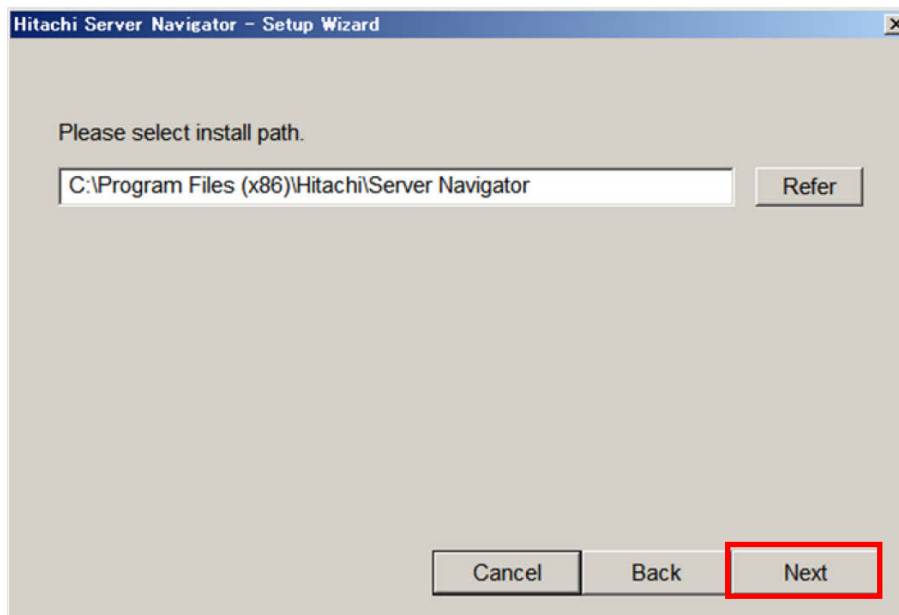 Hitachi Server Navigator - Setup Wizard
Please select install path.
C:\Program Files (x86)\Hitachi\Server Navigator
Refer
Cancel Back Next